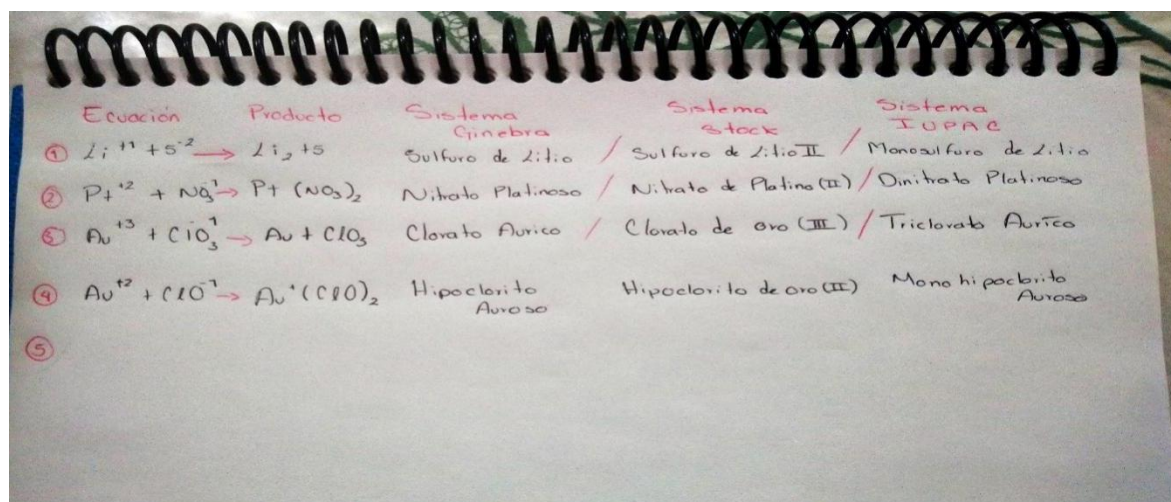 Ecuación Producto Sistema Ginebra Sistema Stock Sistema IUPAC
① Li⁺¹ + S⁻² → Li₂ + S Sulfuro de Litio / Sulfuro de Litio II / Monosulfuro de Litio
② Pt⁺² + NO₃⁻¹ → Pt (NO₃)₂ Nitrato Platinoso / Nitrato de Platino (II) / Dinitrato Platinoso
③ Au⁺³ + ClO₃⁻¹ → Au + ClO₃ Clorato Aurico / Clorato de oro (III) / Triclorato Aurico
④ Au⁺² + ClO⁻¹ → Au⁺(ClO)₂ Hipoclorito Auroso Hipoclorito de oro (II) Mono hipoclorito Auroso
⑤